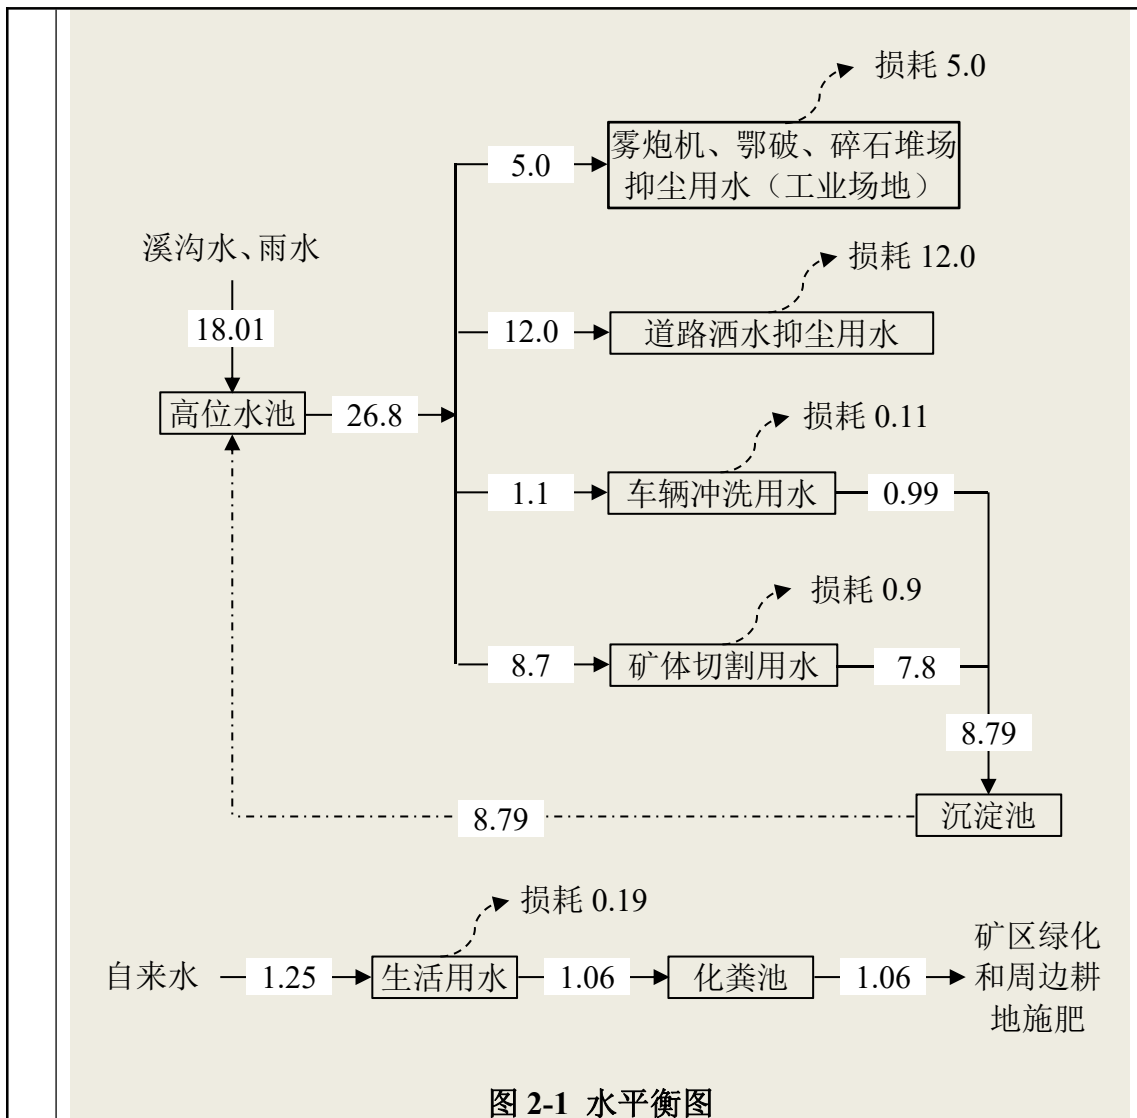 损耗 5.0
雾炮机、鄂破、碎石堆场
抑尘用水（工业场地）
5.0
溪沟水、雨水
损耗 12.0
18.01
12.0
道路洒水抑尘用水
高位水池
26.8
损耗 0.11
1.1
车辆冲洗用水
0.99
损耗 0.9
8.7
矿体切割用水
7.8
8.79
8.79
沉淀池
损耗 0.19
自来水
1.25
生活用水
1.06
化粪池
1.06
矿区绿化
和周边耕
地施肥
图 2-1 水平衡图